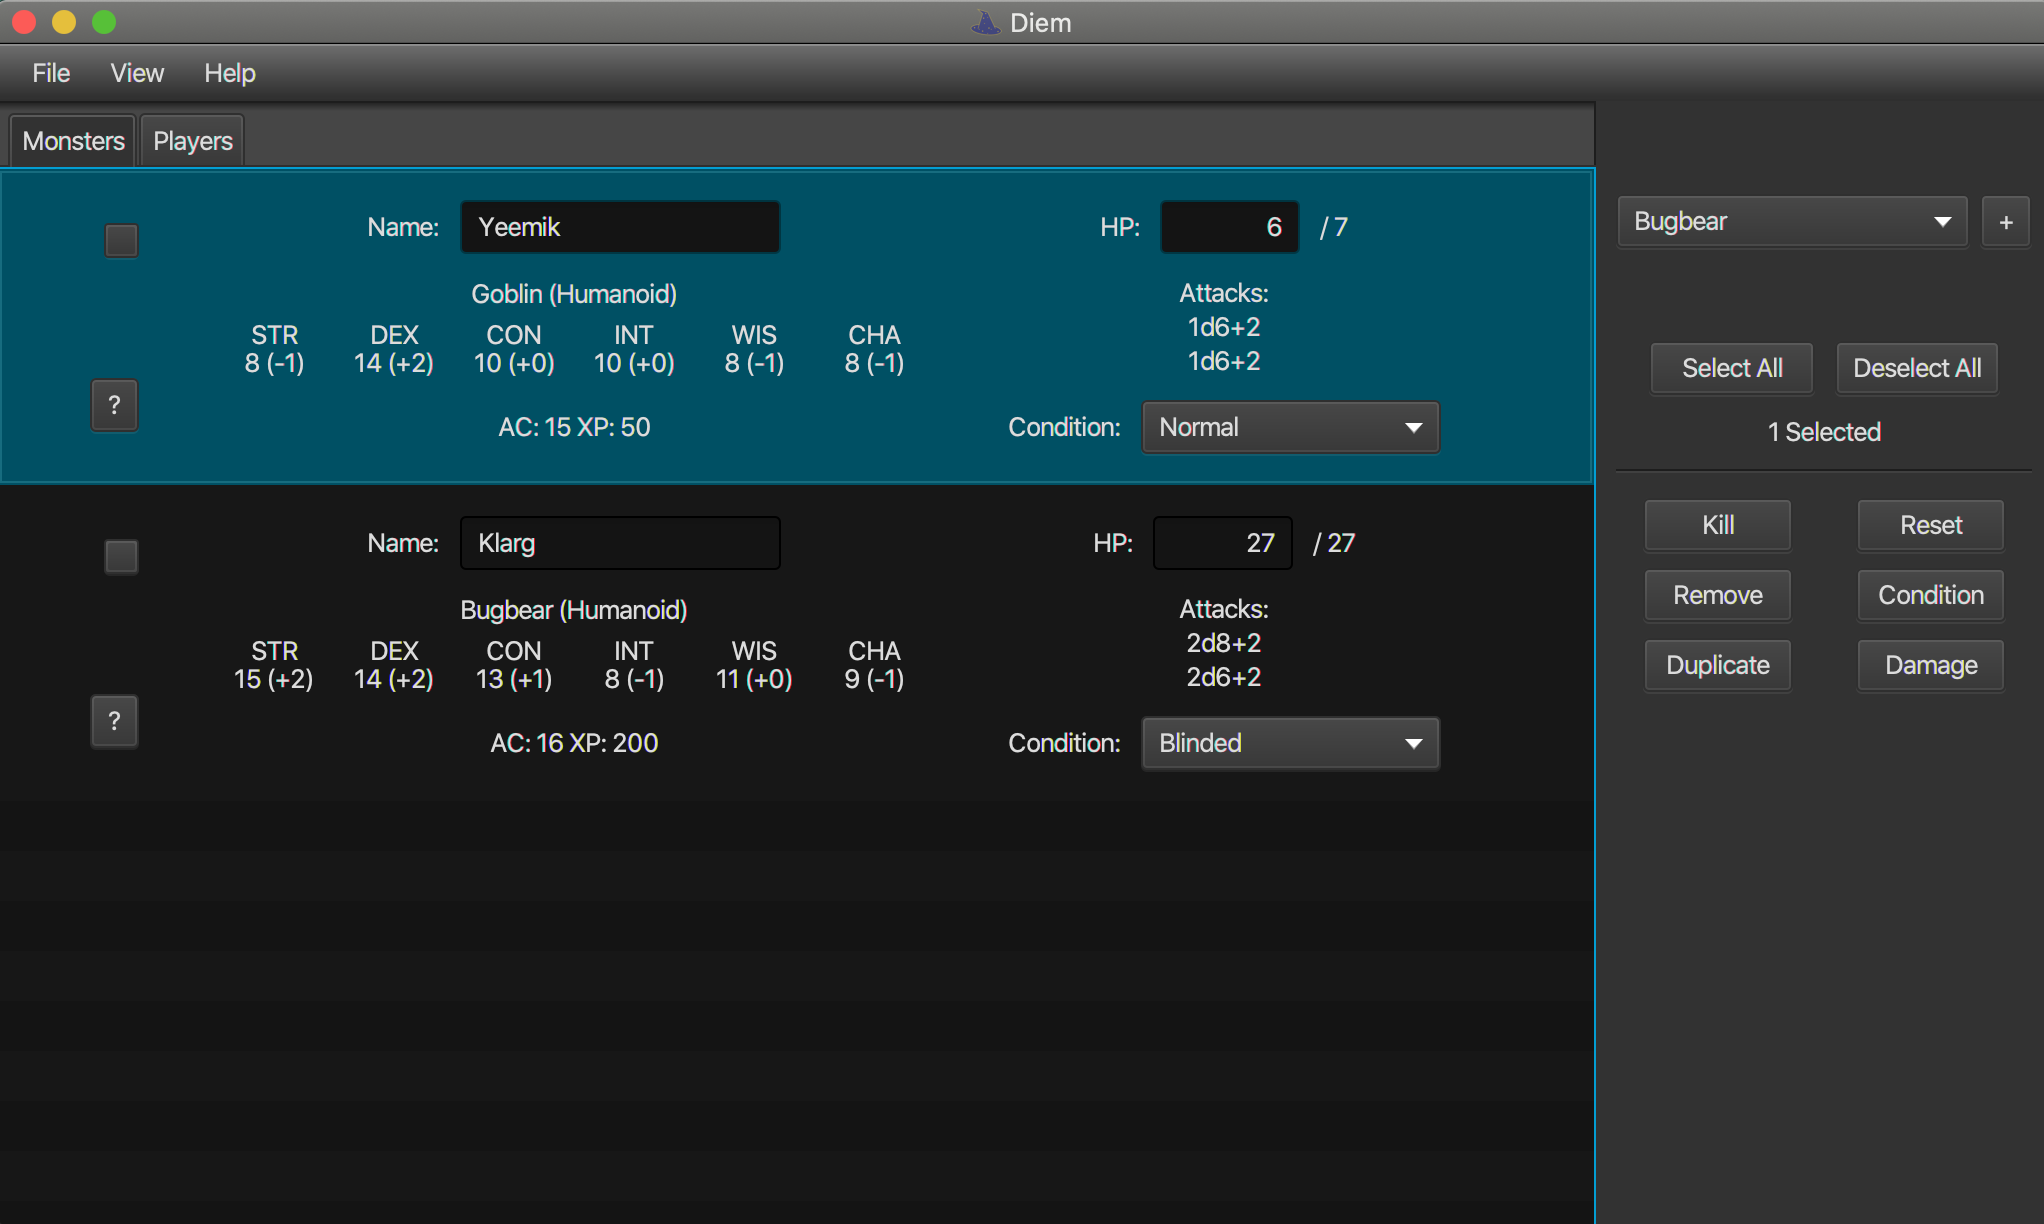 Diem
File View Help
Monsters Players
Name: Yeemik HP: 6 / 7
Goblin (Humanoid) Attacks:
1d6+2
1d6+2
STR DEX CON INT WIS CHA
8 (-1) 14 (+2) 10 (+0) 10 (+0) 8 (-1) 8 (-1)
?
AC: 15 XP: 50 Condition: Normal
Name: Klarg HP: 27 / 27
Bugbear (Humanoid) Attacks:
2d8+2
2d6+2
STR DEX CON INT WIS CHA
15 (+2) 14 (+2) 13 (+1) 8 (-1) 11 (+0) 9 (-1)
?
AC: 16 XP: 200 Condition: Blinded
Bugbear +
Select All Deselect All
1 Selected
Kill Reset
Remove Condition
Duplicate Damage